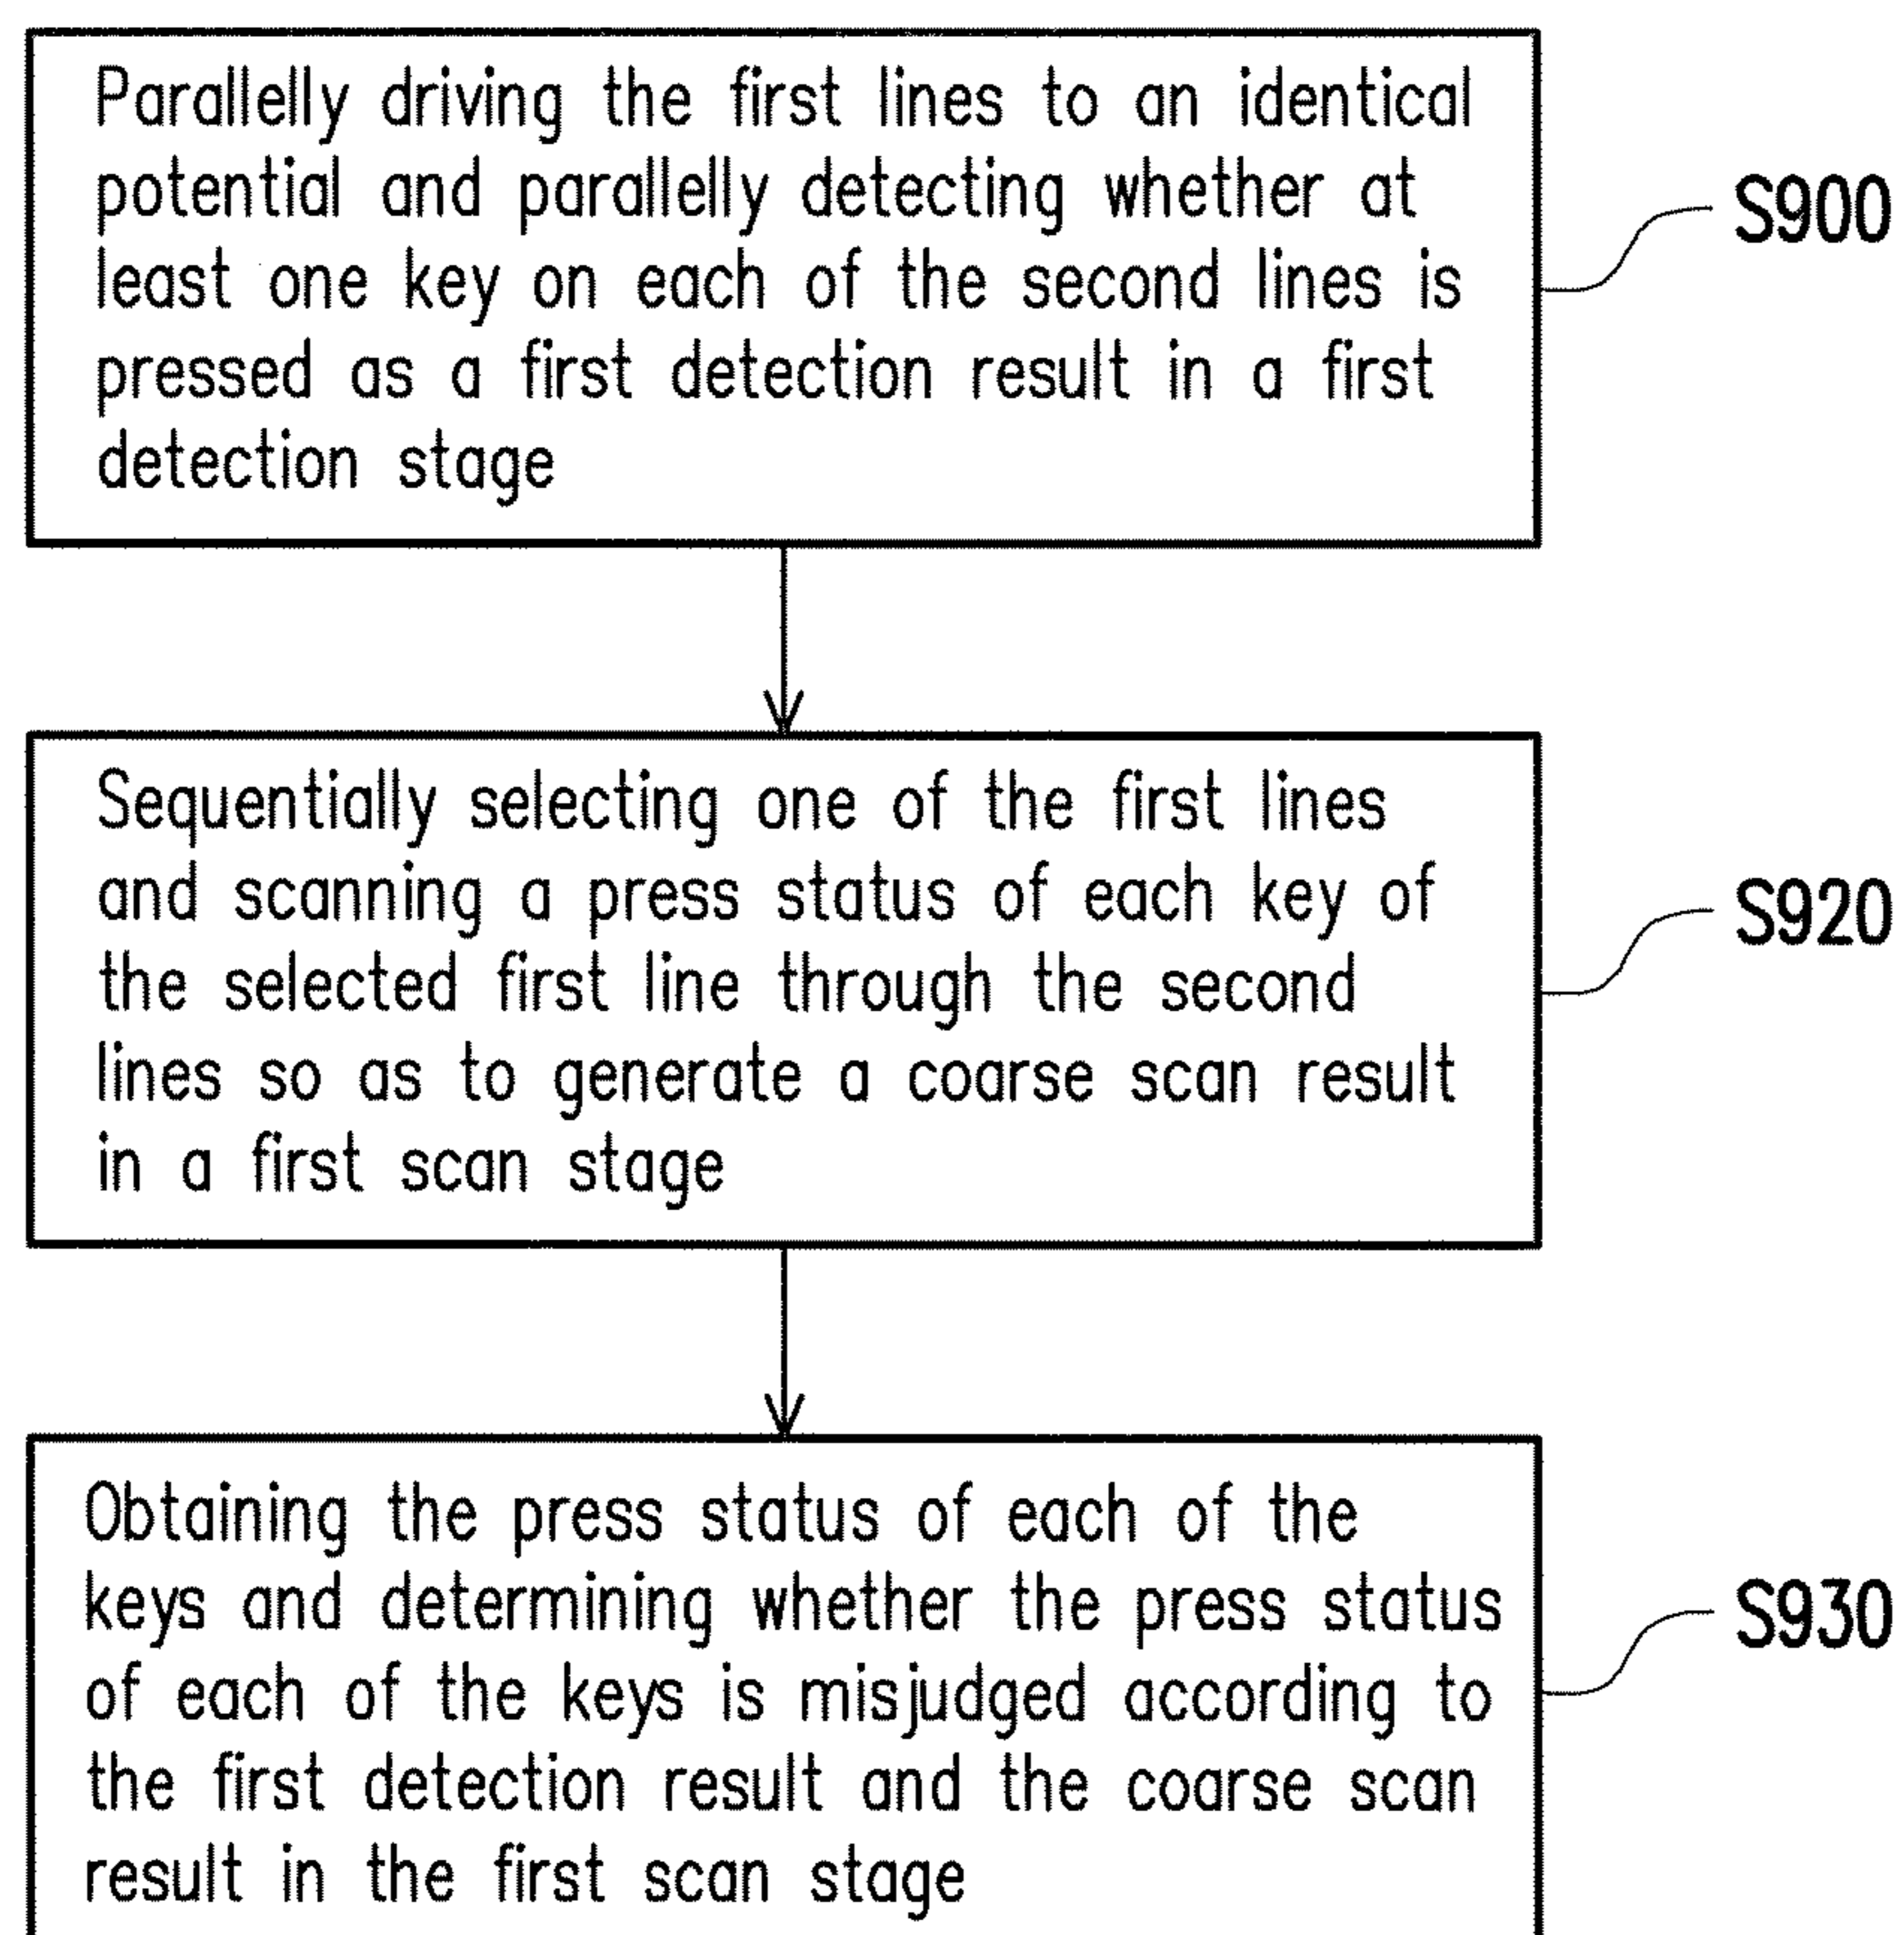 Parallelly driving the first lines to an identical
potential and parallelly detecting whether at
least one key on each of the second lines is
pressed as a first detection result in a first
detection stage
S900
Sequentially selecting one of the first lines
and scanning a press status of each key of
the selected first line through the second
lines so as to generate a coarse scan result
in a first scan stage
S920
Obtaining the press status of each of the
keys and determining whether the press status
of each of the keys is misjudged according to
the first detection result and the coarse scan
result in the first scan stage
S930